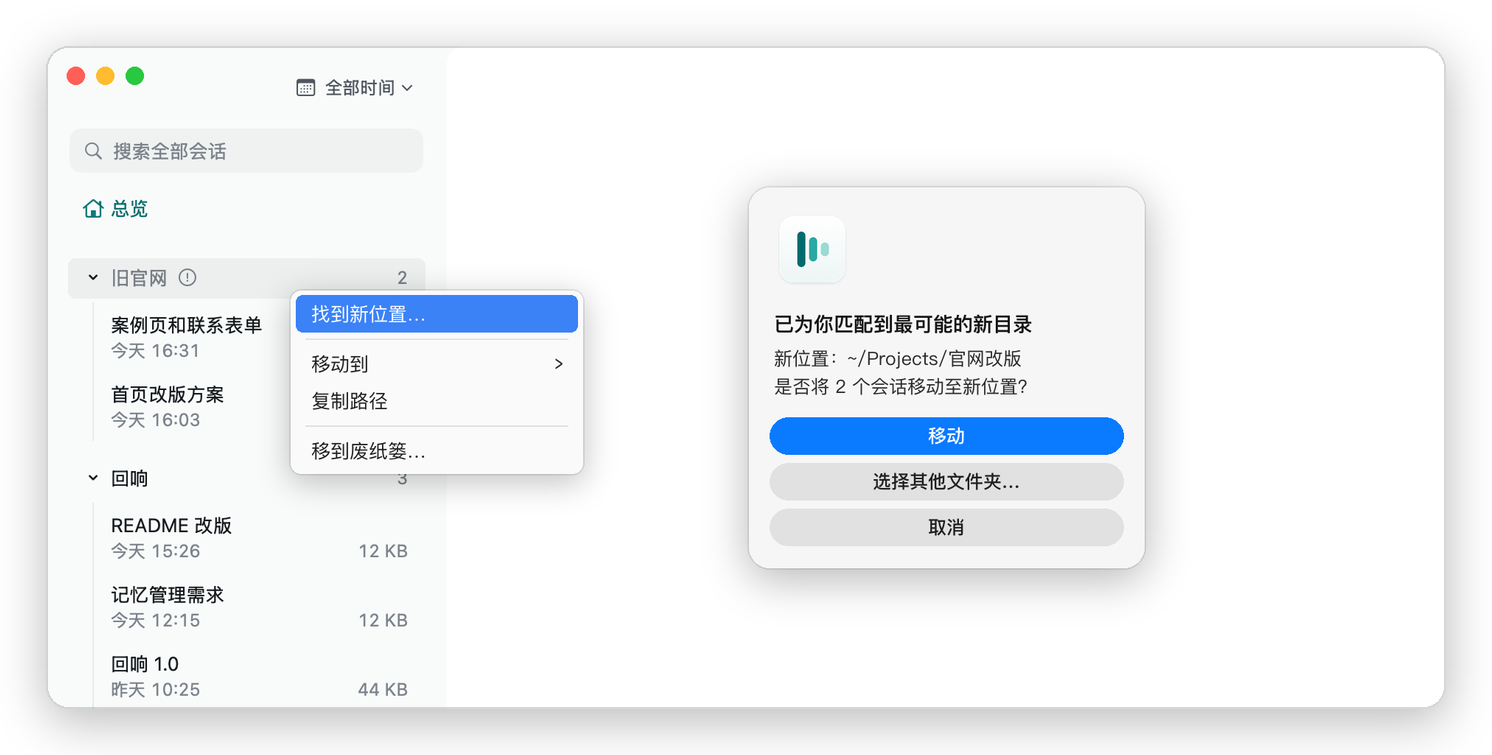 全部时间
搜索全部会话
总览
旧官网 2
案例页和联系表单
今天 16:31
首页改版方案
今天 16:03
回响 3
README 改版
今天 15:26 12 KB
记忆管理需求
今天 12:15 12 KB
回响 1.0
昨天 10:25 44 KB
找到新位置...
移动到
复制路径
移到废纸篓...
已为你匹配到最可能的新目录
新位置：~/Projects/官网改版
是否将 2 个会话移动至新位置？
移动
选择其他文件夹...
取消